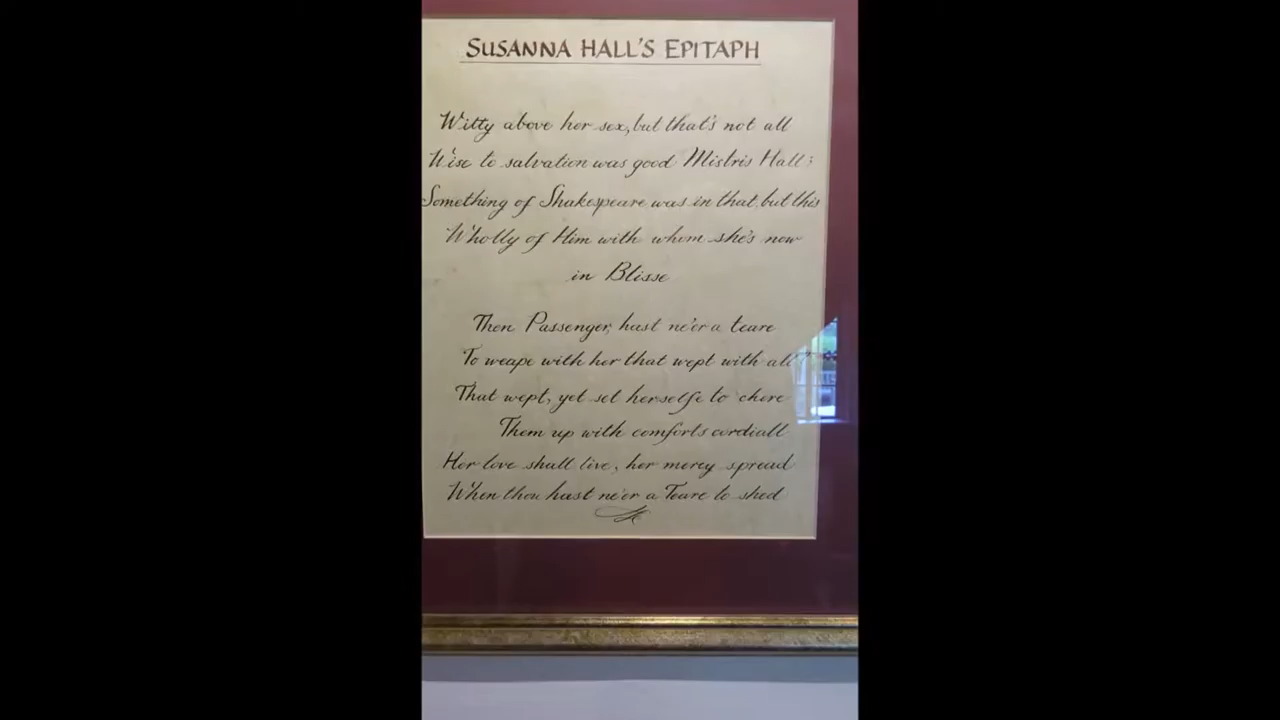 SUSANNA HALL'S EPITAPH
Witty above her sex, but that's not all
Wise to salvation was good Mistris Hall;
Something of Shakespeare was in that, but this
Wholly of Him with whom she's now
in Blisse
Then Passenger, hast ne'er a teare
To weape with her that wept with all
That wept, yet set herselfe to chere
Them up with comforts cordiall
Her love shall live, her mercy spread
When thou hast ne'er a Teare to shed